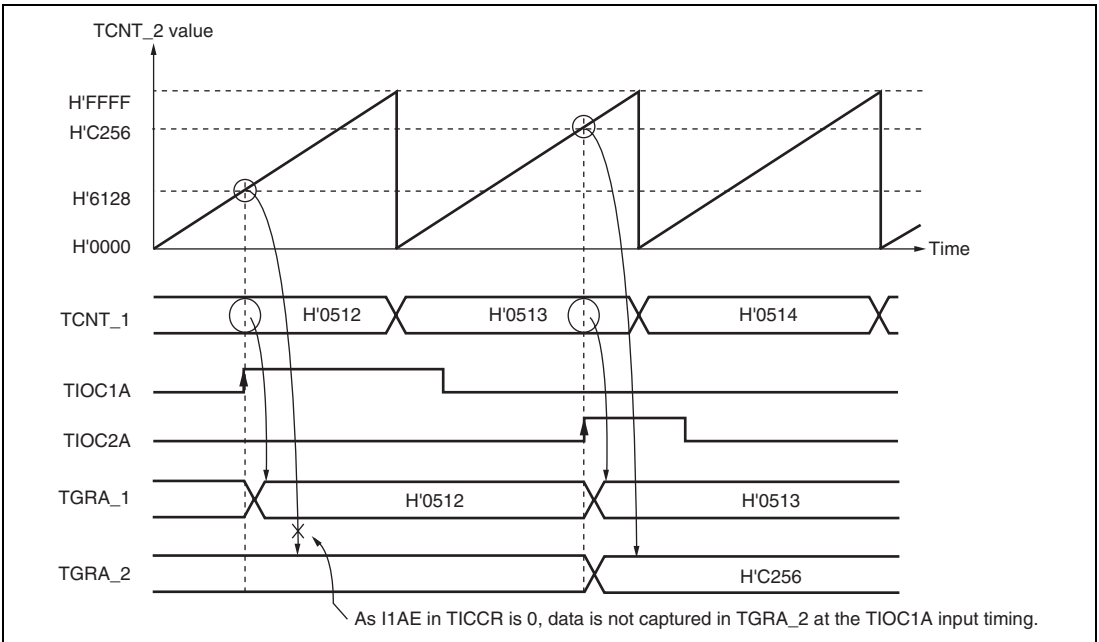 TCNT_2 value
H'FFFF
H'C256
H'6128
H'0000
Time
TCNT_1
H'0512
H'0513
H'0514
TIOC1A
TIOC2A
TGRA_1
H'0512
H'0513
TGRA_2
H'C256
As I1AE in TICCR is 0, data is not captured in TGRA_2 at the TIOC1A input timing.